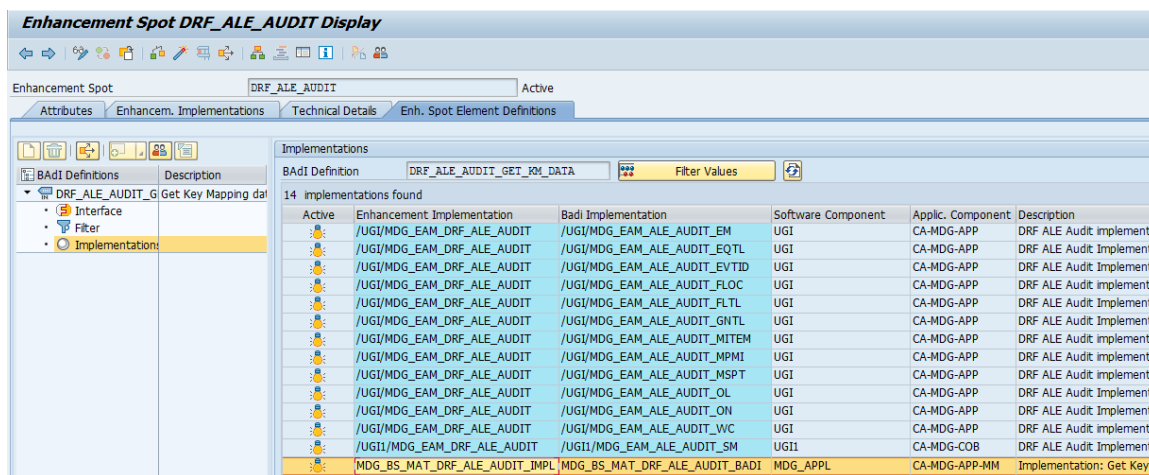 Enhancement Spot DRF_ALE_AUDIT Display
Enhancement Spot DRF_ALE_AUDIT Active
Attributes Enhancem. Implementations Technical Details Enh. Spot Element Definitions
Implementations
BAdI Definitions Description
BAdI Definition DRF_ALE_AUDIT_GET_KM_DATA Filter Values
DRF_ALE_AUDIT_G Get Key Mapping dat
14 implementations found
Interface
Filter
Implementations
Active Enhancement Implementation Badi Implementation Software Component Applic. Component Description
/UGI/MDG_EAM_DRF_ALE_AUDIT /UGI/MDG_EAM_ALE_AUDIT_EM UGI CA-MDG-APP DRF ALE Audit implement
/UGI/MDG_EAM_DRF_ALE_AUDIT /UGI/MDG_EAM_ALE_AUDIT_EQTL UGI CA-MDG-APP DRF ALE Audit Implement
/UGI/MDG_EAM_DRF_ALE_AUDIT /UGI/MDG_EAM_ALE_AUDIT_EVTID UGI CA-MDG-APP DRF ALE Audit Implement
/UGI/MDG_EAM_DRF_ALE_AUDIT /UGI/MDG_EAM_ALE_AUDIT_FLOC UGI CA-MDG-APP DRF ALE Audit Implement
/UGI/MDG_EAM_DRF_ALE_AUDIT /UGI/MDG_EAM_ALE_AUDIT_FLTL UGI CA-MDG-APP DRF ALE Audit Implement
/UGI/MDG_EAM_DRF_ALE_AUDIT /UGI/MDG_EAM_ALE_AUDIT_GNTL UGI CA-MDG-APP DRF ALE Audit Implement
/UGI/MDG_EAM_DRF_ALE_AUDIT /UGI/MDG_EAM_ALE_AUDIT_MITEM UGI CA-MDG-APP DRF ALE Audit implement
/UGI/MDG_EAM_DRF_ALE_AUDIT /UGI/MDG_EAM_ALE_AUDIT_MPMI UGI CA-MDG-APP DRF ALE Audit implement
/UGI/MDG_EAM_DRF_ALE_AUDIT /UGI/MDG_EAM_ALE_AUDIT_MSPT UGI CA-MDG-APP DRF ALE Audit Implement
/UGI/MDG_EAM_DRF_ALE_AUDIT /UGI/MDG_EAM_ALE_AUDIT_OL UGI CA-MDG-APP DRF ALE Audit Implement
/UGI/MDG_EAM_DRF_ALE_AUDIT /UGI/MDG_EAM_ALE_AUDIT_ON UGI CA-MDG-APP DRF ALE Audit Implement
/UGI/MDG_EAM_DRF_ALE_AUDIT /UGI/MDG_EAM_ALE_AUDIT_WC UGI CA-MDG-APP DRF ALE Audit implement
/UGI1/MDG_EAM_DRF_ALE_AUDIT /UGI1/MDG_EAM_ALE_AUDIT_SM UGI1 CA-MDG-COB DRF ALE Audit implement
MDG_BS_MAT_DRF_ALE_AUDIT_IMPL MDG_BS_MAT_DRF_ALE_AUDIT_BADI MDG_APPL CA-MDG-APP-MM Implementation: Get Key